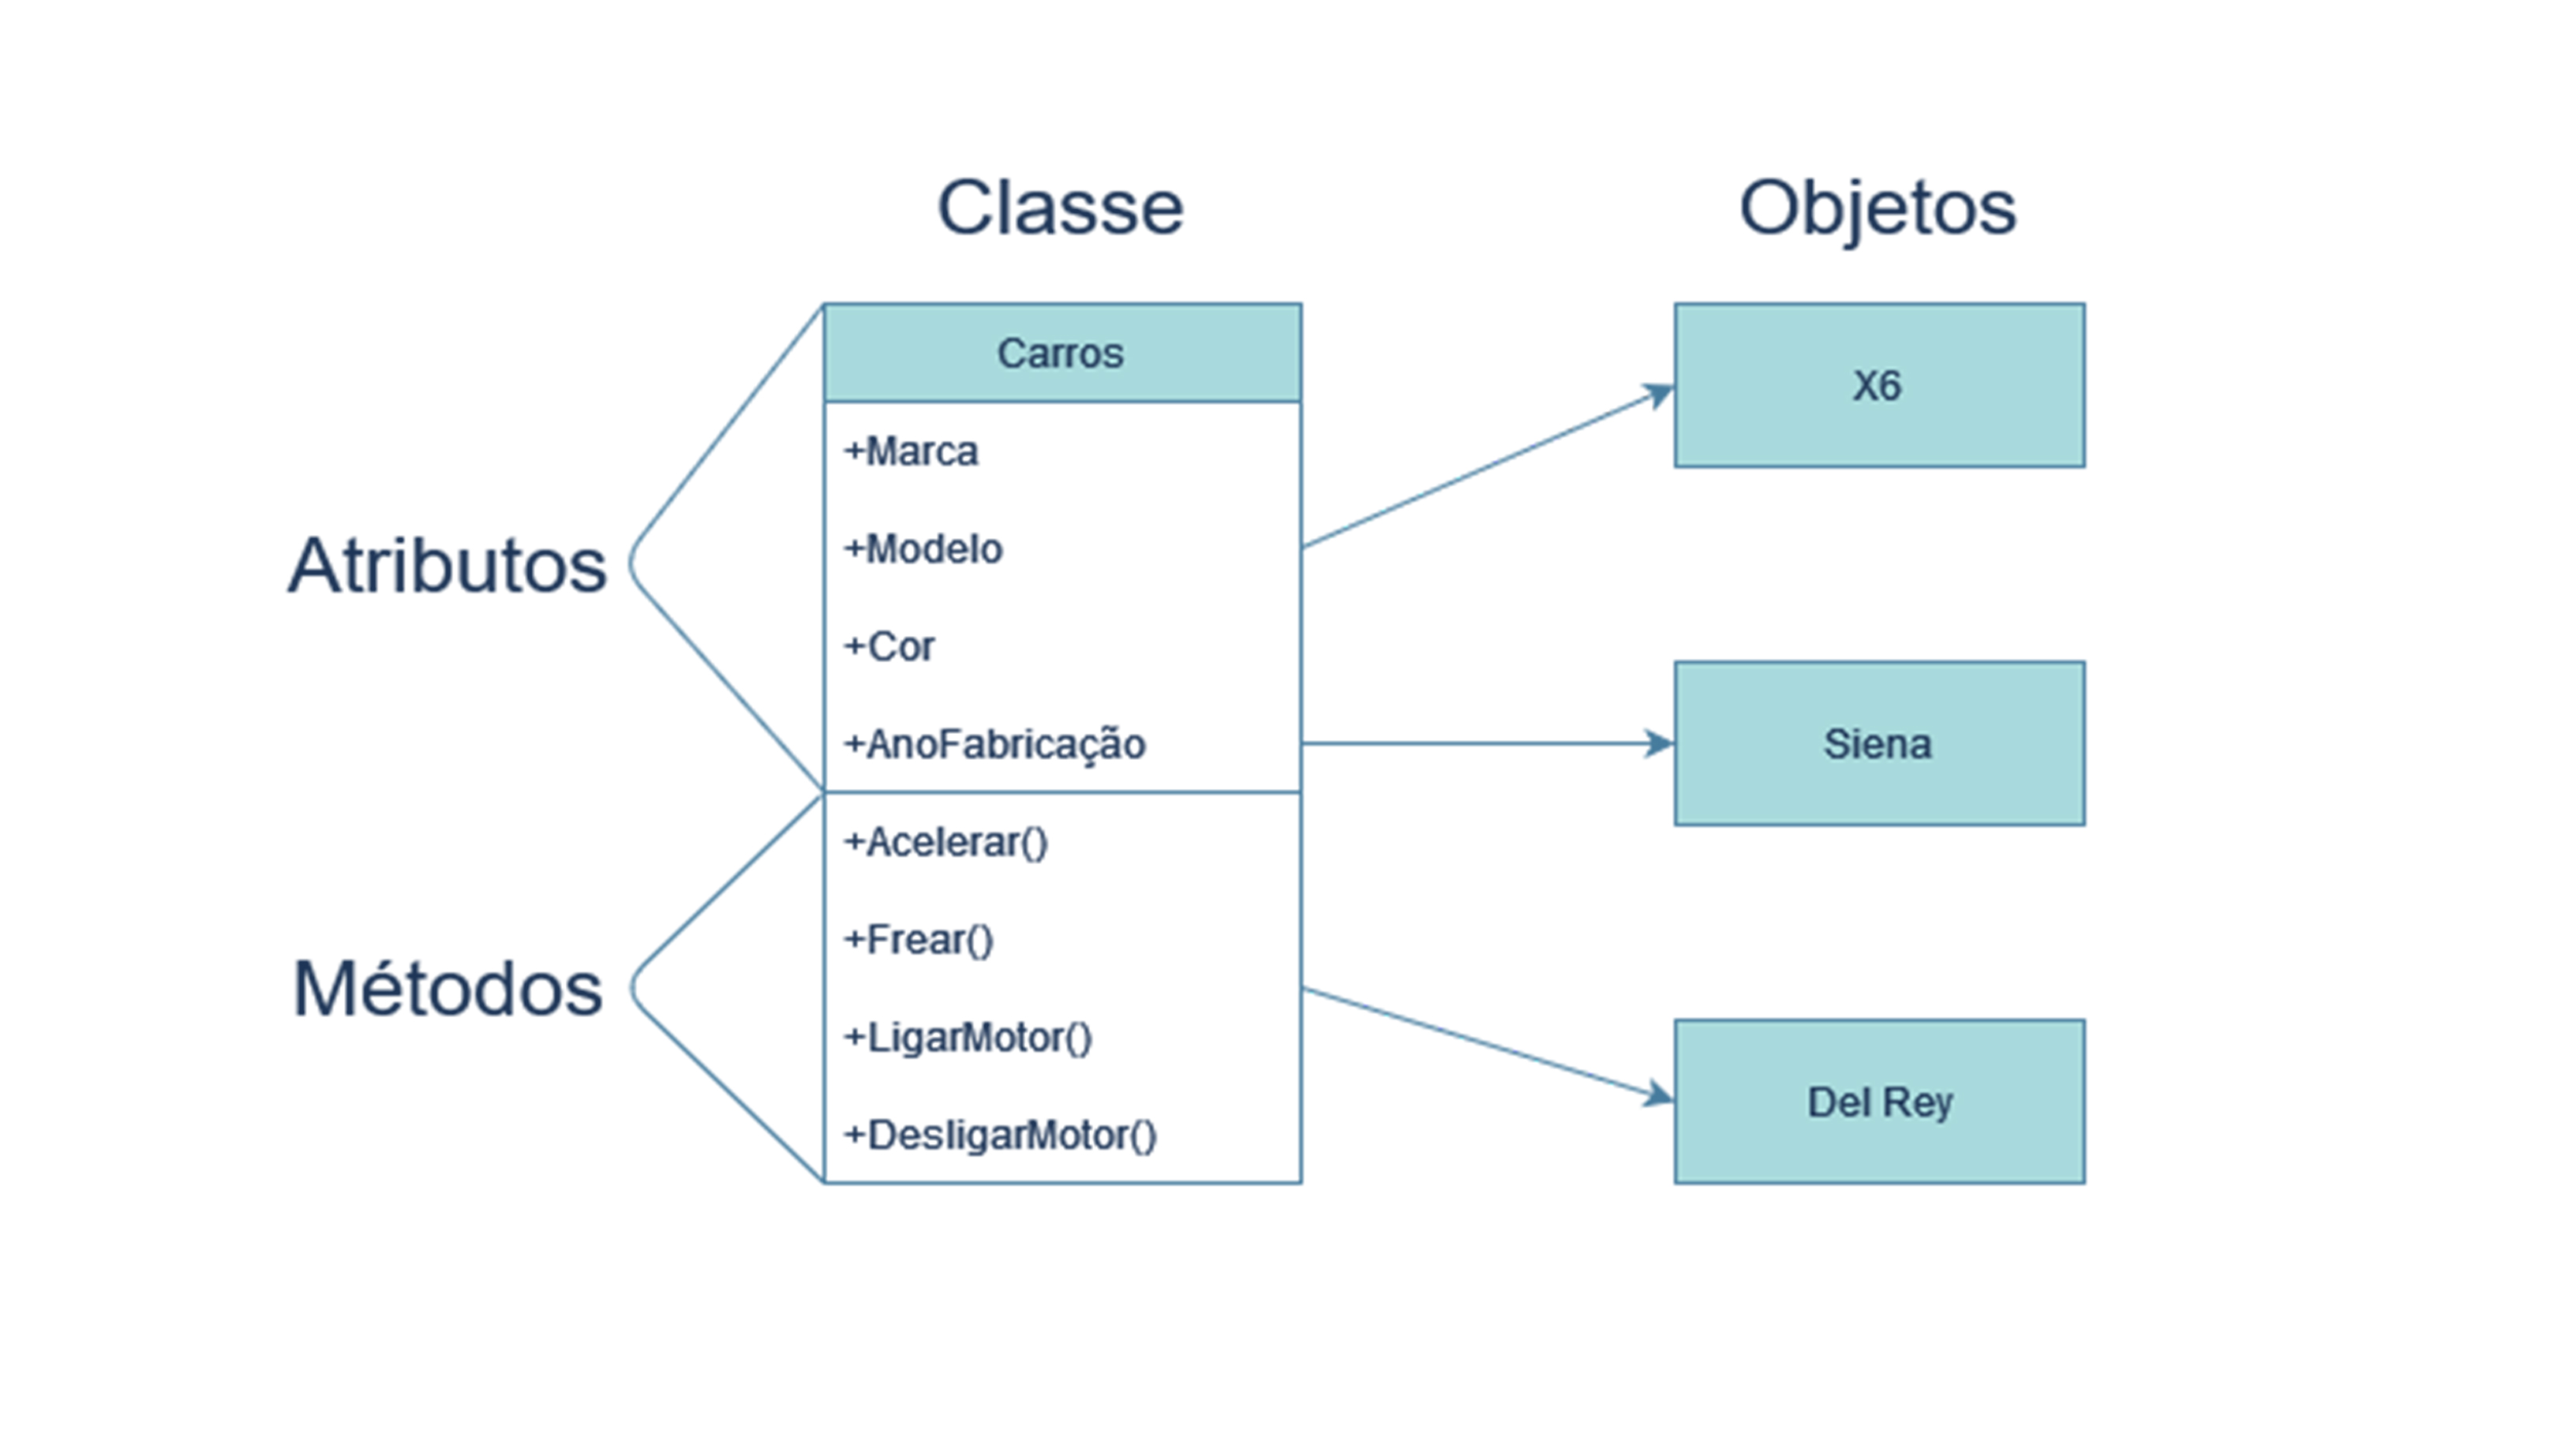 Classe
Objetos
Atributos
Métodos
Carros
+Marca
+Modelo
+Cor
+AnoFabricação
+Acelerar()
+Frear()
+LigarMotor()
+DesligarMotor()
X6
Siena
Del Rey